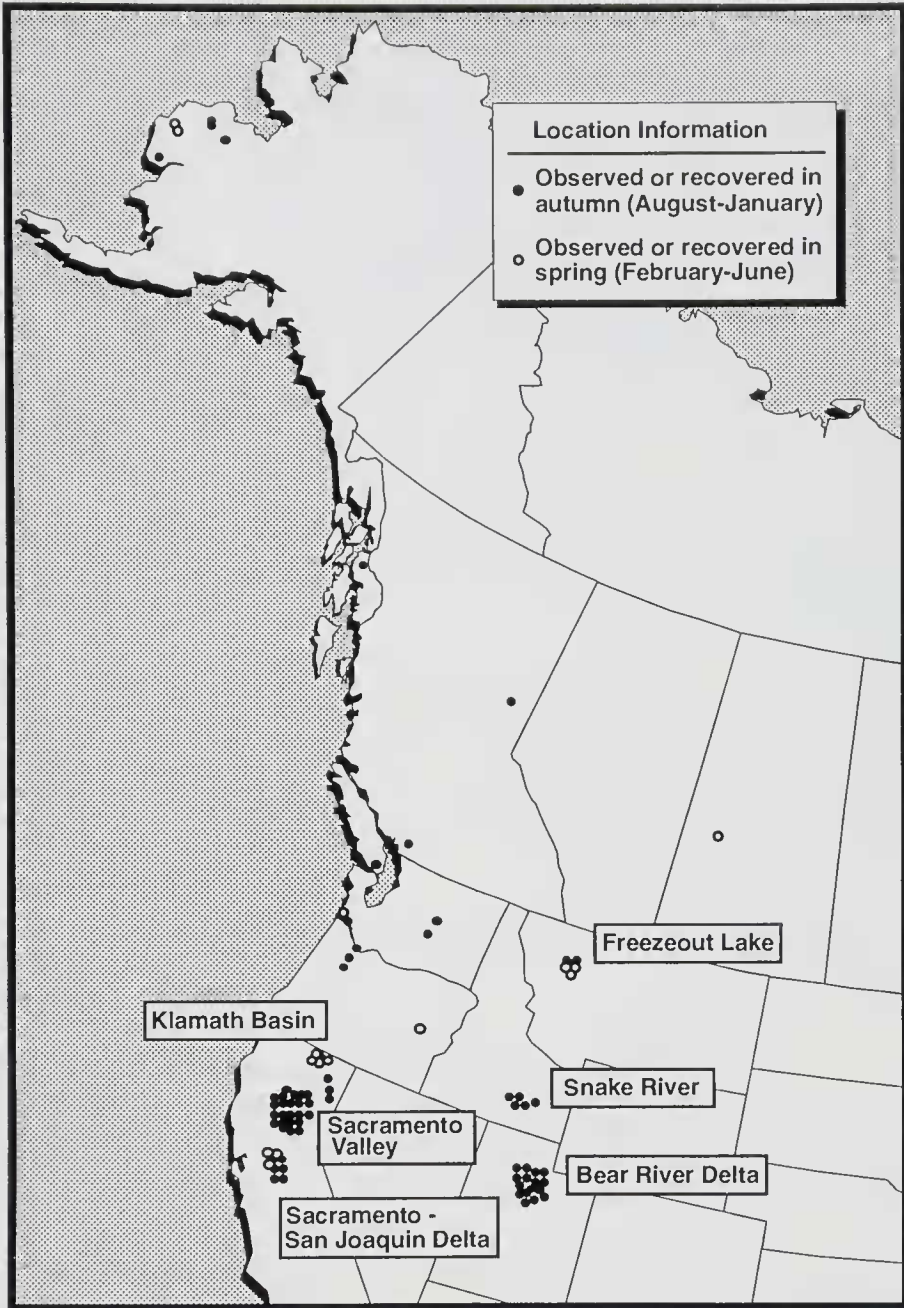 Location Information
Observed or recovered in
autumn (August-January)
Observed or recovered in
spring (February-June)
Freezeout Lake
Klamath Basin
Snake River
Sacramento
Valley
Bear River Delta
Sacramento -
San Joaquin Delta